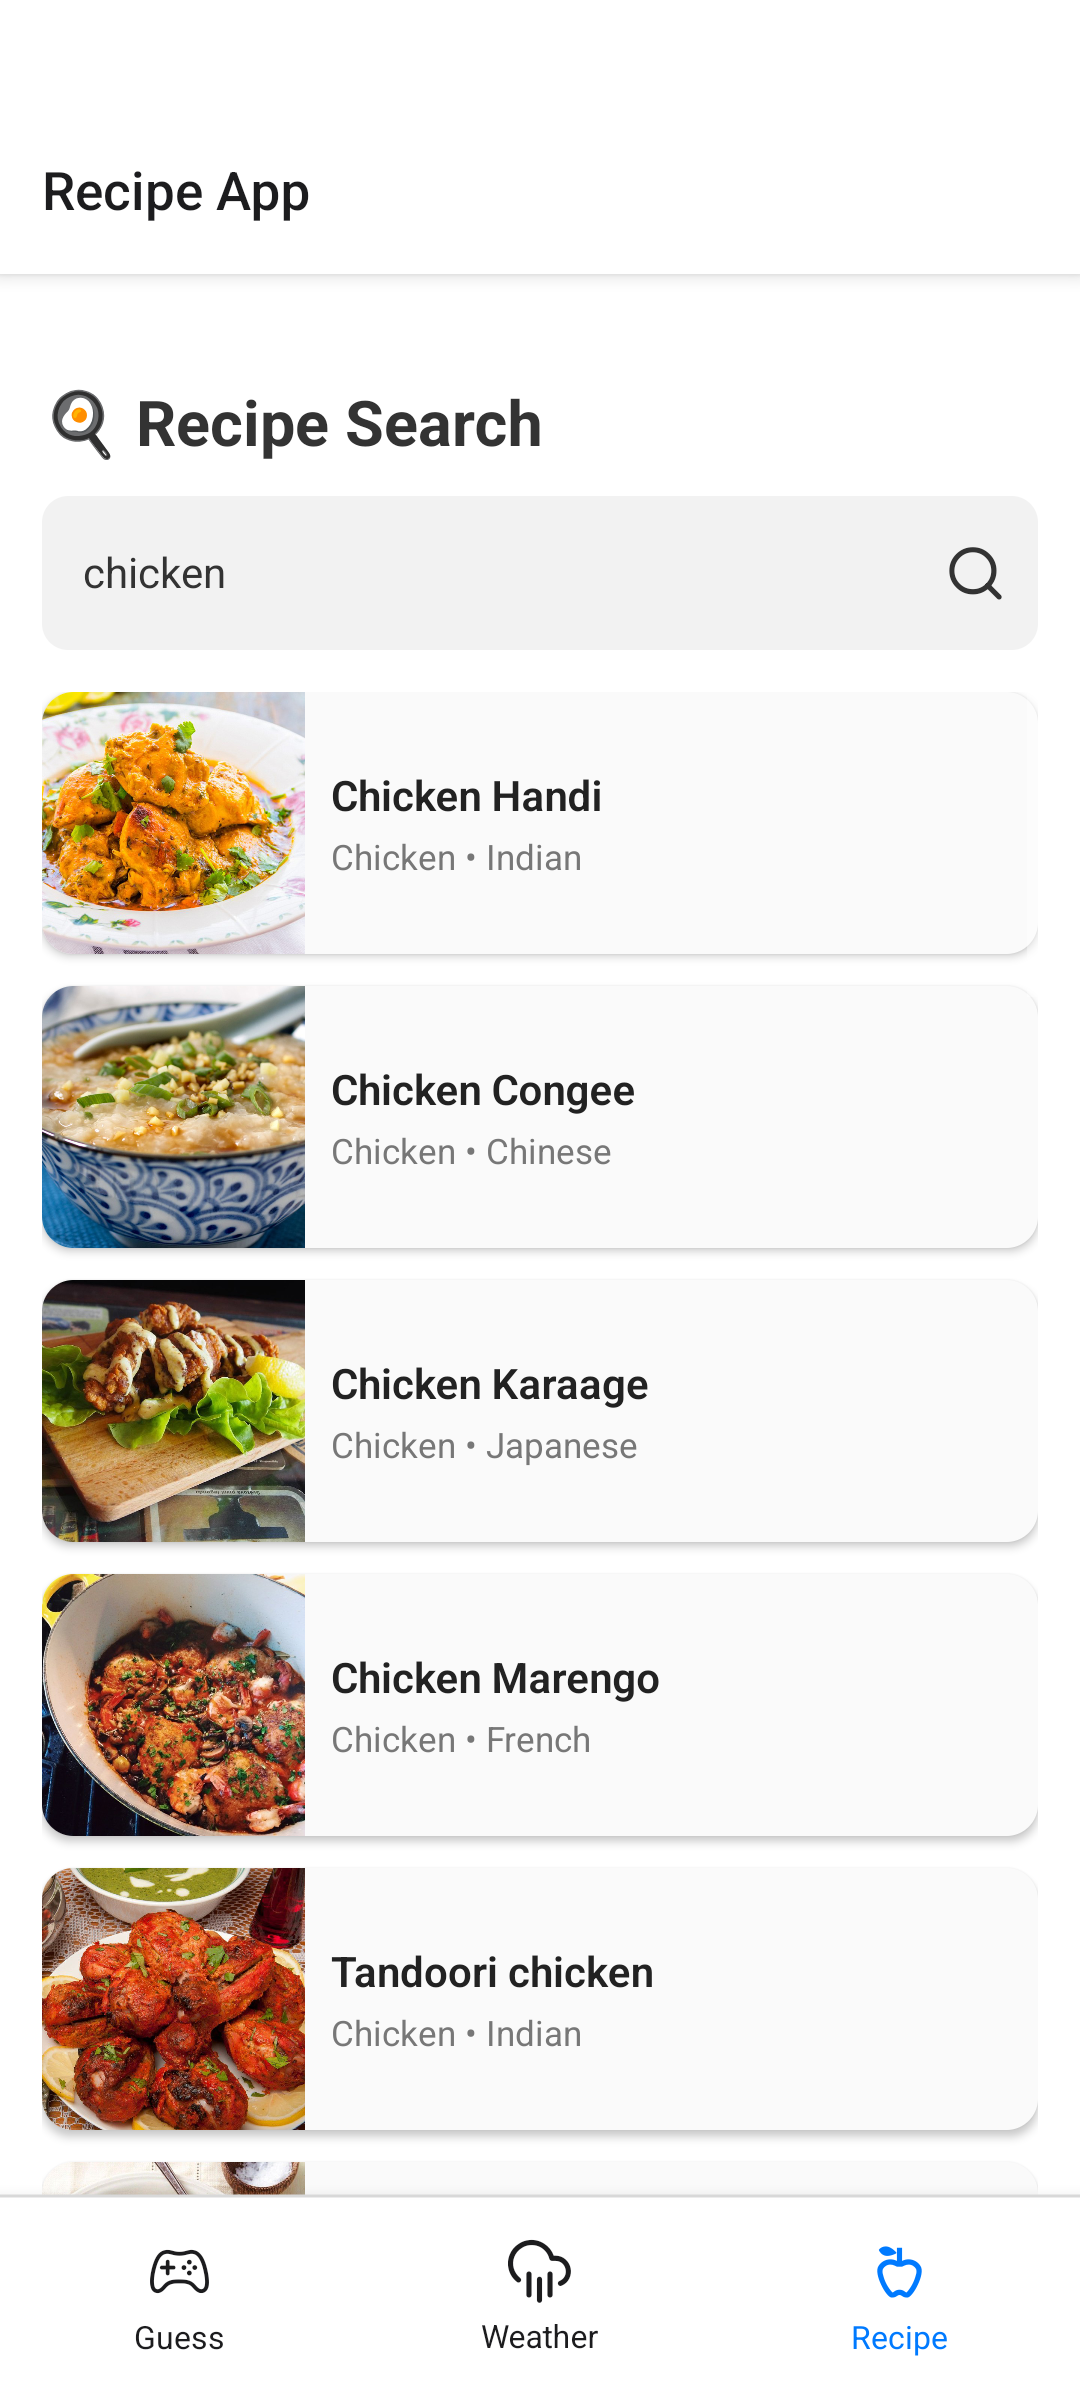 Recipe App
🍳 Recipe Search
chicken
Chicken Handi
Chicken • Indian
Chicken Congee
Chicken • Chinese
Chicken Karaage
Chicken • Japanese
Chicken Marengo
Chicken • French
Tandoori chicken
Chicken • Indian
Guess
Weather
Recipe